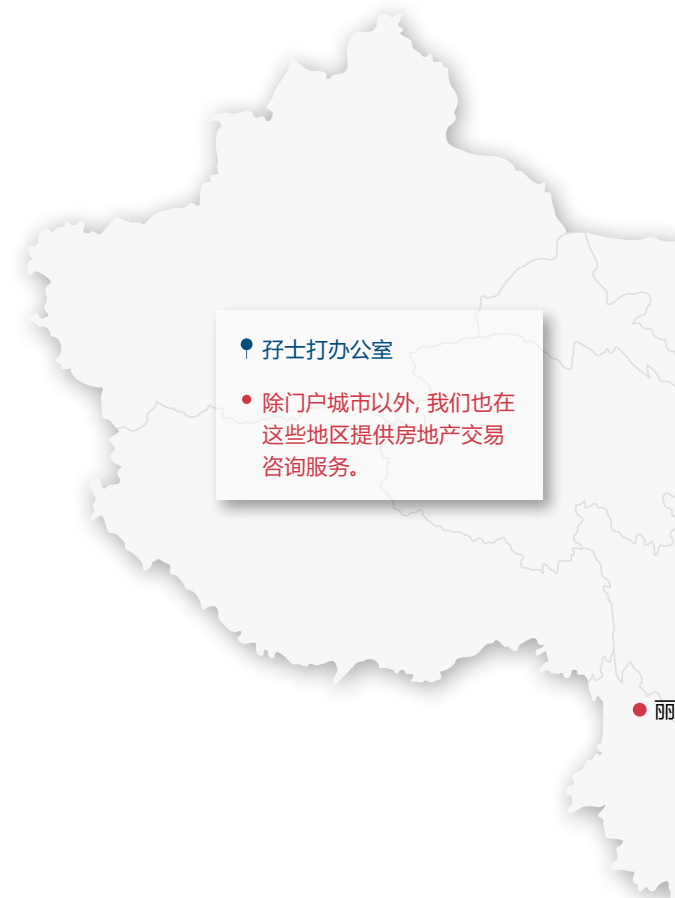 孖士打办公室
除门户城市以外, 我们也在
这些地区提供房地产交易
咨询服务。
丽